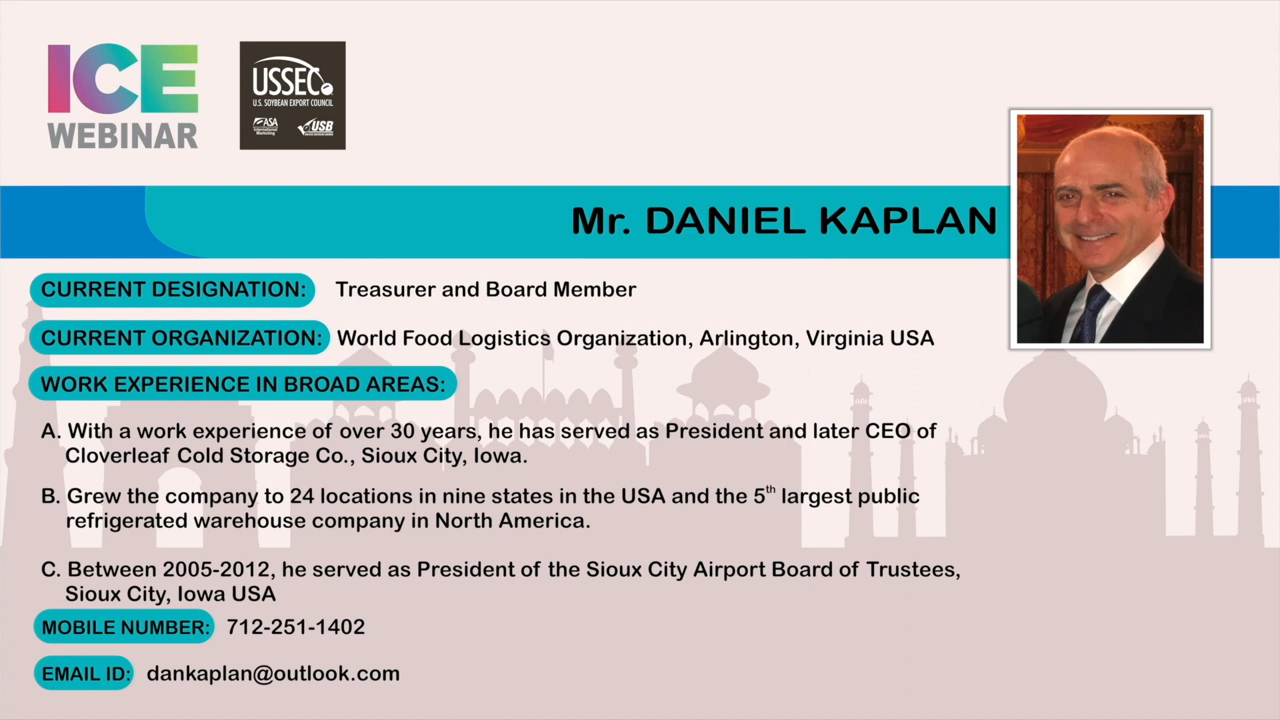 ICE
WEBINAR
USSEC
U.S. SOYBEAN EXPORT COUNCIL
ASA
International
Marketing
USB
Mr. DANIEL KAPLAN
CURRENT DESIGNATION: Treasurer and Board Member
CURRENT ORGANIZATION: World Food Logistics Organization, Arlington, Virginia USA
WORK EXPERIENCE IN BROAD AREAS:
A. With a work experience of over 30 years, he has served as President and later CEO of
Cloverleaf Cold Storage Co., Sioux City, Iowa.
B. Grew the company to 24 locations in nine states in the USA and the 5th largest public
refrigerated warehouse company in North America.
C. Between 2005-2012, he served as President of the Sioux City Airport Board of Trustees,
Sioux City, Iowa USA
MOBILE NUMBER: 712-251-1402
EMAIL ID: dankaplan@outlook.com